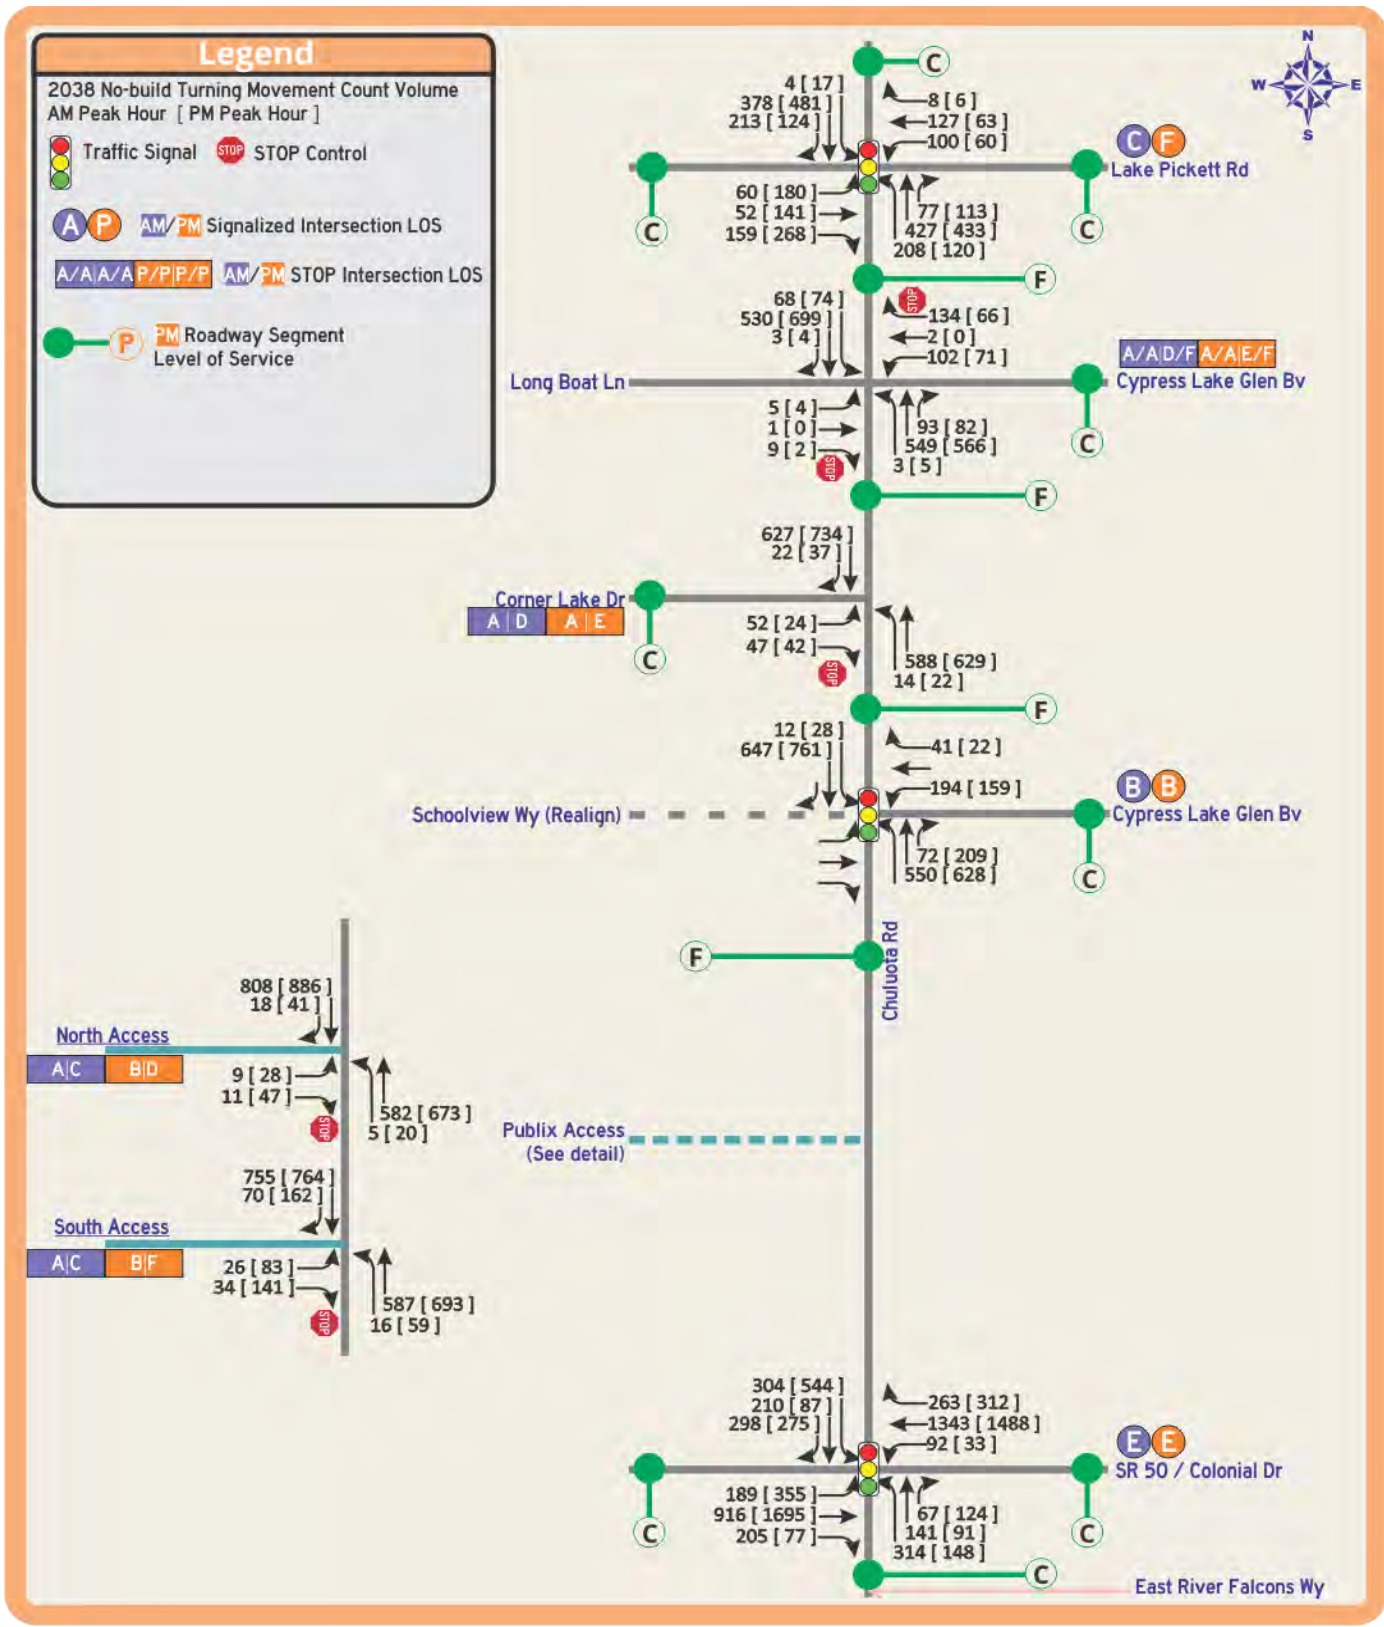 Legend
2038 No-build Turning Movement Count Volume
AM Peak Hour [ PM Peak Hour ]
Traffic Signal STOP STOP Control
A P AM/PM Signalized Intersection LOS
A/A|A/A P/P|P/P AM/PM STOP Intersection LOS
P PM Roadway Segment
Level of Service
N
W E
S
C
4 [ 17 ]
378 [ 481 ]
213 [ 124 ]
8 [ 6 ]
127 [ 63 ]
100 [ 60 ]
C F
Lake Pickett Rd
60 [ 180 ]
52 [ 141 ]
159 [ 268 ]
77 [ 113 ]
427 [ 433 ]
208 [ 120 ]
C
C
F
68 [ 74 ]
530 [ 699 ]
3 [ 4 ]
STOP
134 [ 66 ]
2 [ 0 ]
102 [ 71 ]
A/A|D/F A/A|E/F
Long Boat Ln
Cypress Lake Glen Bv
5 [ 4 ]
1 [ 0 ]
9 [ 2 ]
STOP
93 [ 82 ]
549 [ 566 ]
3 [ 5 ]
C
F
627 [ 734 ]
22 [ 37 ]
Corner Lake Dr
A|D A|E
52 [ 24 ]
47 [ 42 ]
STOP
588 [ 629 ]
14 [ 22 ]
C
F
12 [ 28 ]
647 [ 761 ]
41 [ 22 ]
194 [ 159 ]
B B
Schoolview Wy (Realign)
Cypress Lake Glen Bv
72 [ 209 ]
550 [ 628 ]
C
F
Chuluota Rd
808 [ 886 ]
18 [ 41 ]
North Access
A|C B|D
9 [ 28 ]
11 [ 47 ]
STOP
582 [ 673 ]
5 [ 20 ]
Publix Access
(See detail)
755 [ 764 ]
70 [ 162 ]
South Access
A|C B|F
26 [ 83 ]
34 [ 141 ]
STOP
587 [ 693 ]
16 [ 59 ]
304 [ 544 ]
210 [ 87 ]
298 [ 275 ]
263 [ 312 ]
1343 [ 1488 ]
92 [ 33 ]
E E
SR 50 / Colonial Dr
189 [ 355 ]
916 [ 1695 ]
205 [ 77 ]
67 [ 124 ]
141 [ 91 ]
314 [ 148 ]
C
C
C
East River Falcons Wy